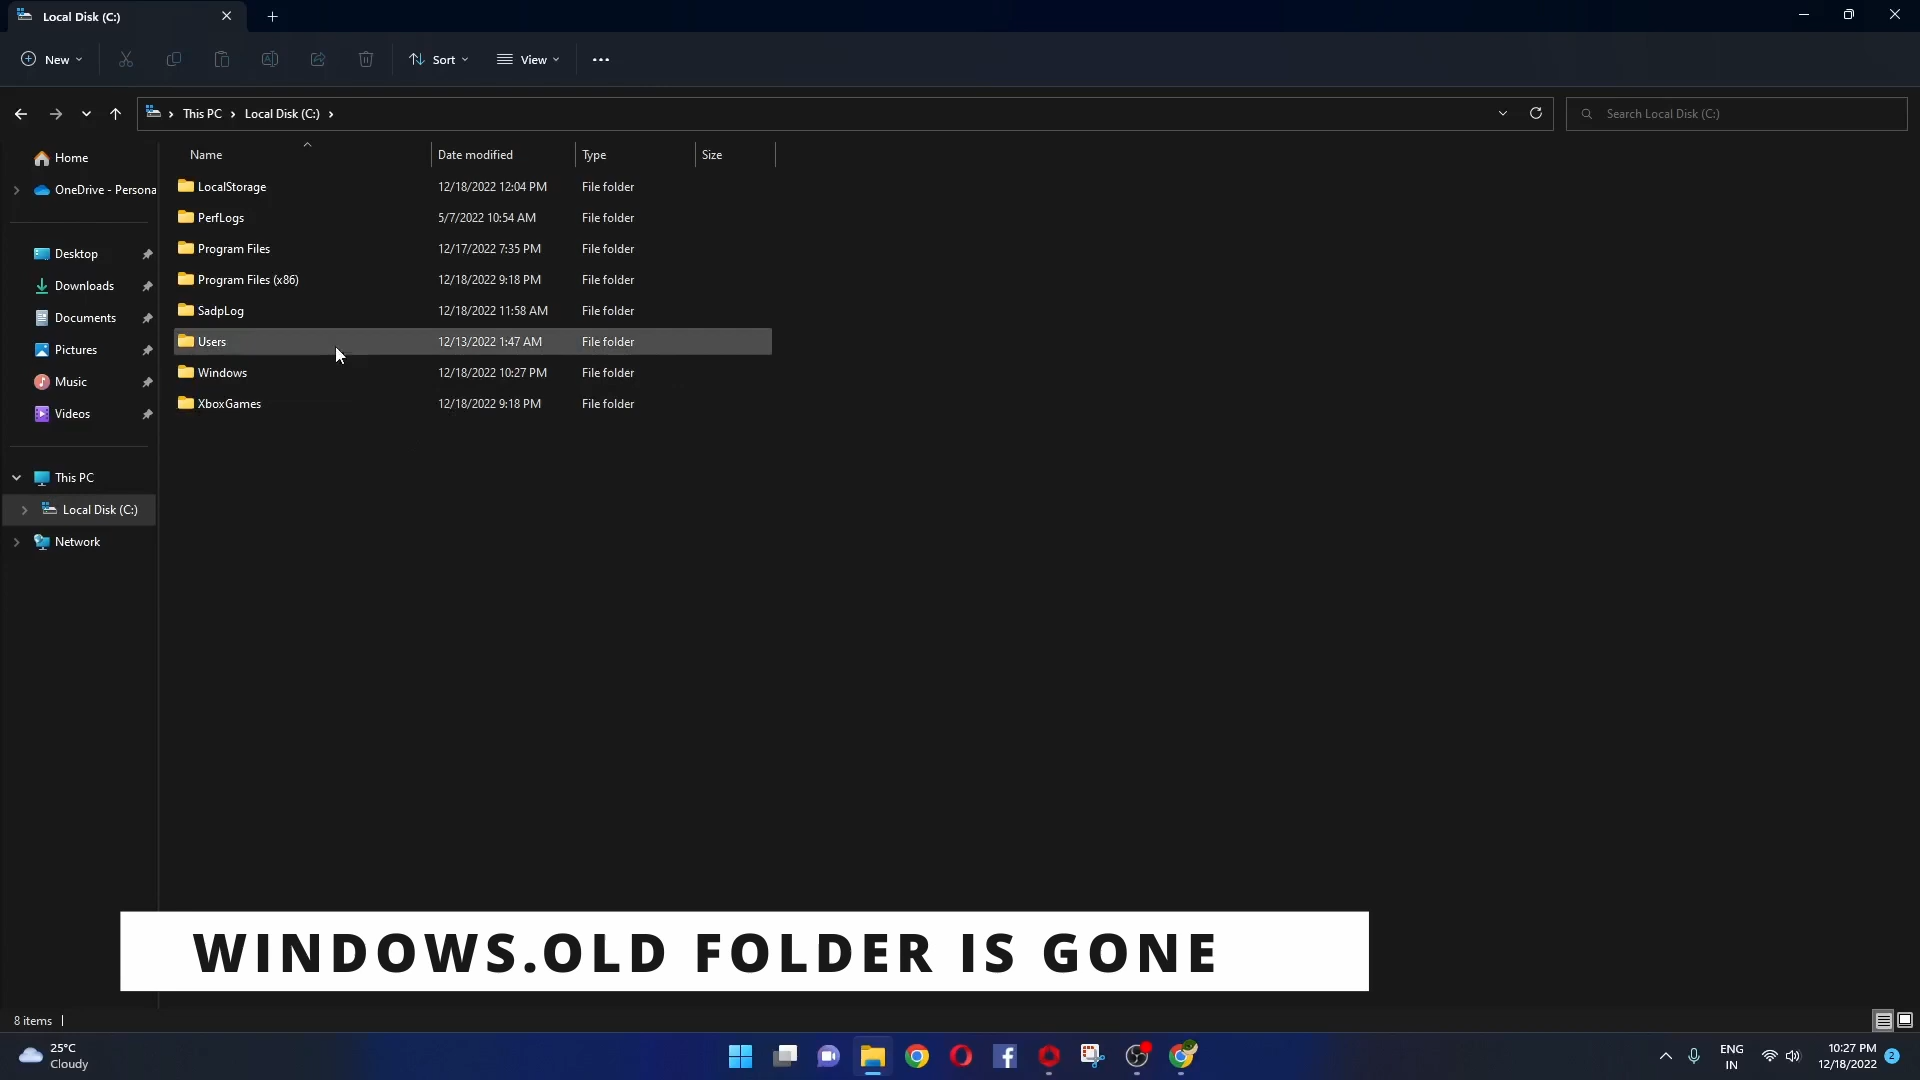 Local Disk (C:)
New Sort View
This PC Local Disk (C:) Search Local Disk (C:)
Name Date modified Type Size
Home
OneDrive - Persona
LocalStorage 12/18/2022 12:04 PM File folder
PerfLogs 5/7/2022 10:54 AM File folder
Program Files 12/17/2022 7:35 PM File folder
Program Files (x86) 12/18/2022 9:18 PM File folder
SadpLog 12/18/2022 11:58 AM File folder
Users 12/13/2022 1:47 AM File folder
Windows 12/18/2022 10:27 PM File folder
XboxGames 12/18/2022 9:18 PM File folder
Desktop
Downloads
Documents
Pictures
Music
Videos
This PC
Local Disk (C:)
Network
WINDOWS.OLD FOLDER IS GONE
8 items
25°C
Cloudy
ENG
IN
10:27 PM
12/18/2022
2